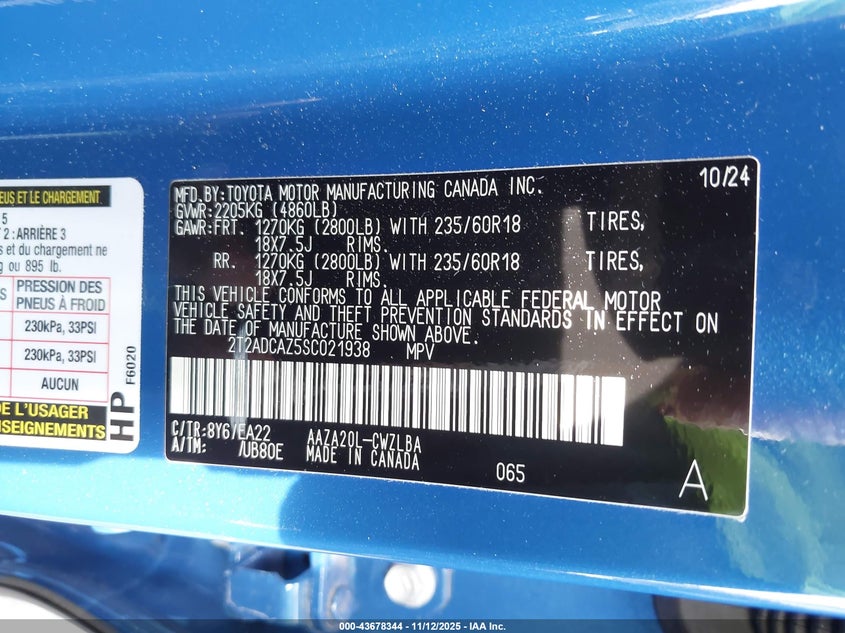 NEUS ET LE CHARGEMENT
5
2 : ARRIÈRE 3
s et du chargement ne
g ou 895 lb.
PRESSION DES
PNEUS À FROID
230kPa, 33PSI
230kPa, 33PSI
AUCUN
DE L'USAGER
ENSEIGNEMENTS
HP
F6020
MFD.BY:TOYOTA MOTOR MANUFACTURING CANADA INC. 10/24
GVWR:2205KG (4860LB)
GAWR:FRT. 1270KG (2800LB) WITH 235/60R18 TIRES,
18X7.5J RIMS.
RR. 1270KG (2800LB) WITH 235/60R18 TIRES,
18X7.5J RIMS.
THIS VEHICLE CONFORMS TO ALL APPLICABLE FEDERAL MOTOR
VEHICLE SAFETY AND THEFT PREVENTION STANDARDS IN EFFECT ON
THE DATE OF MANUFACTURE SHOWN ABOVE.
2T2ADCAZ5SC021938 MPV
C/TR:8Y6/EA22 AAZA20L-CWZLBA
A/TM: /UB80E MADE IN CANADA
065
A
000-43678344 - 11/12/2025 - IAA Inc.